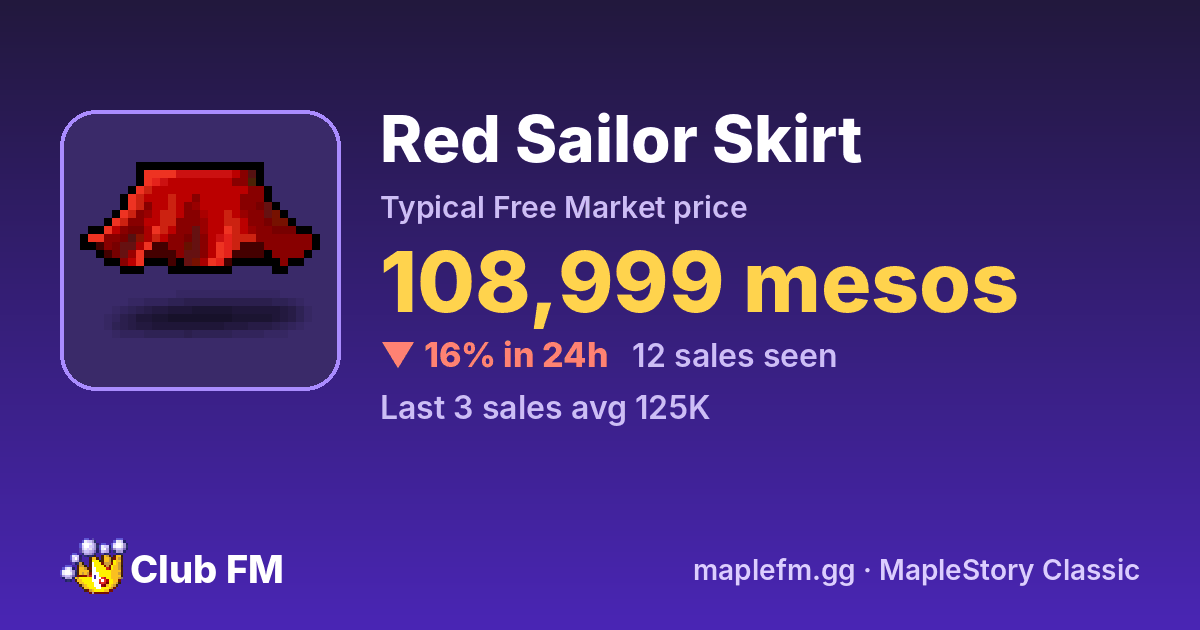 Red Sailor Skirt
Typical Free Market price
108,999 mesos
▼ 16% in 24h 12 sales seen
Last 3 sales avg 125K
Club FM
maplefm.gg · MapleStory Classic